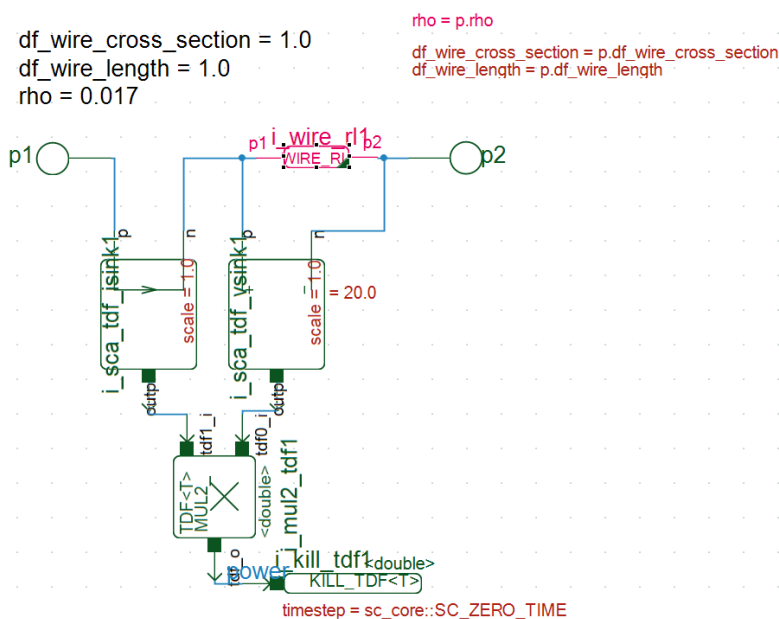 rho = p.rho
df_wire_cross_section = 1.0
df_wire_cross_section = p.df_wire_cross_section
df_wire_length = 1.0
df_wire_length = p.df_wire_length
rho = 0.017
i_wire_rl1
p1
p1
p2
p2
WIRE_RL
p
n
p
n
i_sca_tdf_isink1
scale = 1.0
i_sca_tdf_vsink1
scale = 1.0
= 20.0
outp
outp
tdf1_i
tdf0_i
TDF<T>
MUL2
<double>
i_mul2_tdf1
tdf_o
power
i_kill_tdf1
<double>
KILL_TDF<T>
timestep = sc_core::SC_ZERO_TIME